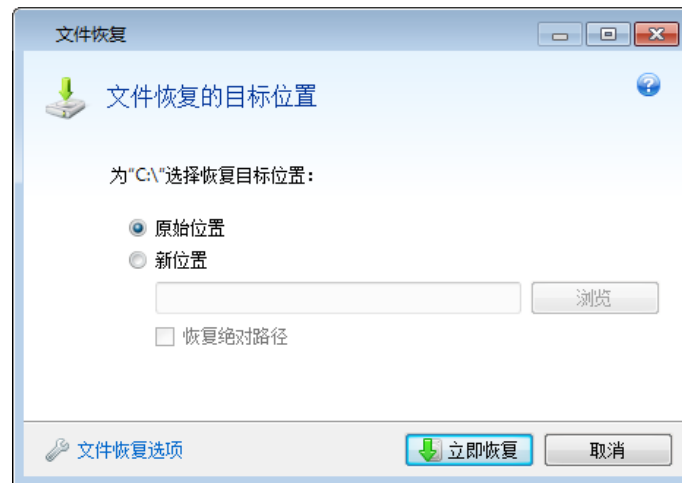 文件恢复
文件恢复的目标位置
为"C:\"选择恢复目标位置：
原始位置
新位置
浏览
恢复绝对路径
文件恢复选项
立即恢复
取消